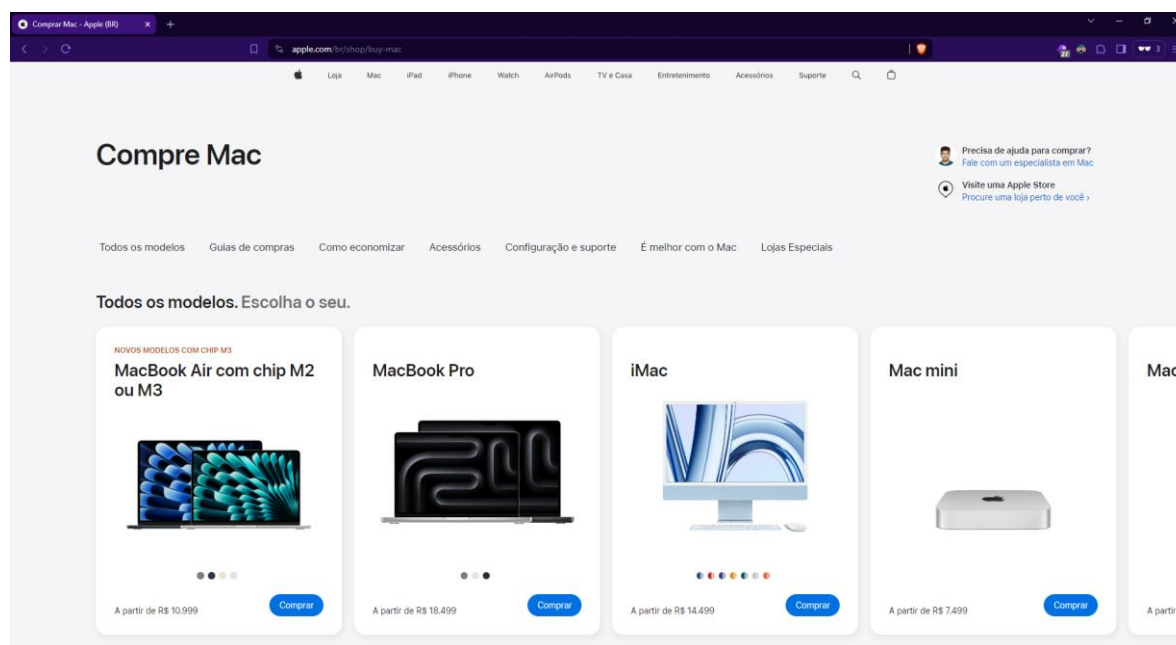 Comprar Mac - Apple (BR)
apple.com/br/shop/buy-mac
27
3
Loja Mac iPad iPhone Watch AirPods TV e Casa Entretenimento Acessórios Suporte
Compre Mac
Precisa de ajuda para comprar?
Fale com um especialista em Mac
Visite uma Apple Store
Procure uma loja perto de você >
Todos os modelos Guias de compras Como economizar Acessórios Configuração e suporte É melhor com o Mac Lojas Especiais
Todos os modelos. Escolha o seu.
NOVOS MODELOS COM CHIP M3
MacBook Air com chip M2
ou M3
A partir de R$ 10.999
Comprar
MacBook Pro
A partir de R$ 18.499
Comprar
iMac
A partir de R$ 14.499
Comprar
Mac mini
A partir de R$ 7.499
Comprar
Mac
A partir